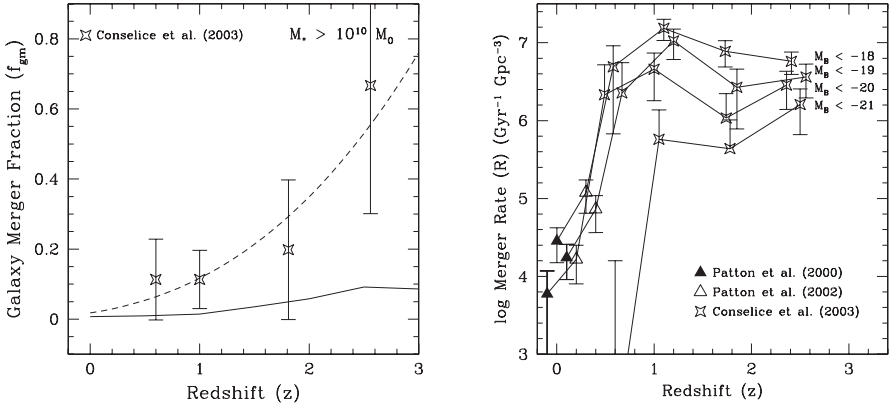 Conselice et al. (2003)
M* > 10^10 M_0
0.8
0.6
0.4
0.2
0
Galaxy Merger Fraction (f_gm)
0 1 2 3
Redshift (z)
7
6
5
4
3
log Merger Rate (R) (Gyr^-1 Gpc^-3)
M_B < -18
M_B < -19
M_B < -20
M_B < -21
Patton et al. (2000)
Patton et al. (2002)
Conselice et al. (2003)
0 1 2 3
Redshift (z)